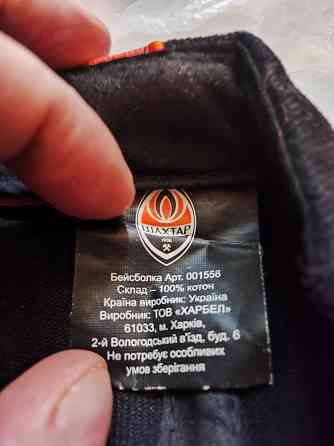 ШАХТАР
1936
Бейсболка Арт. 001558
Склад – 100% котон
Країна виробник: Україна
Виробник: ТОВ «ХАРБЕЛ»
61033, м. Харків,
2-й Вологодський в'їзд, буд. 6
Не потребує особливих
умов зберігання